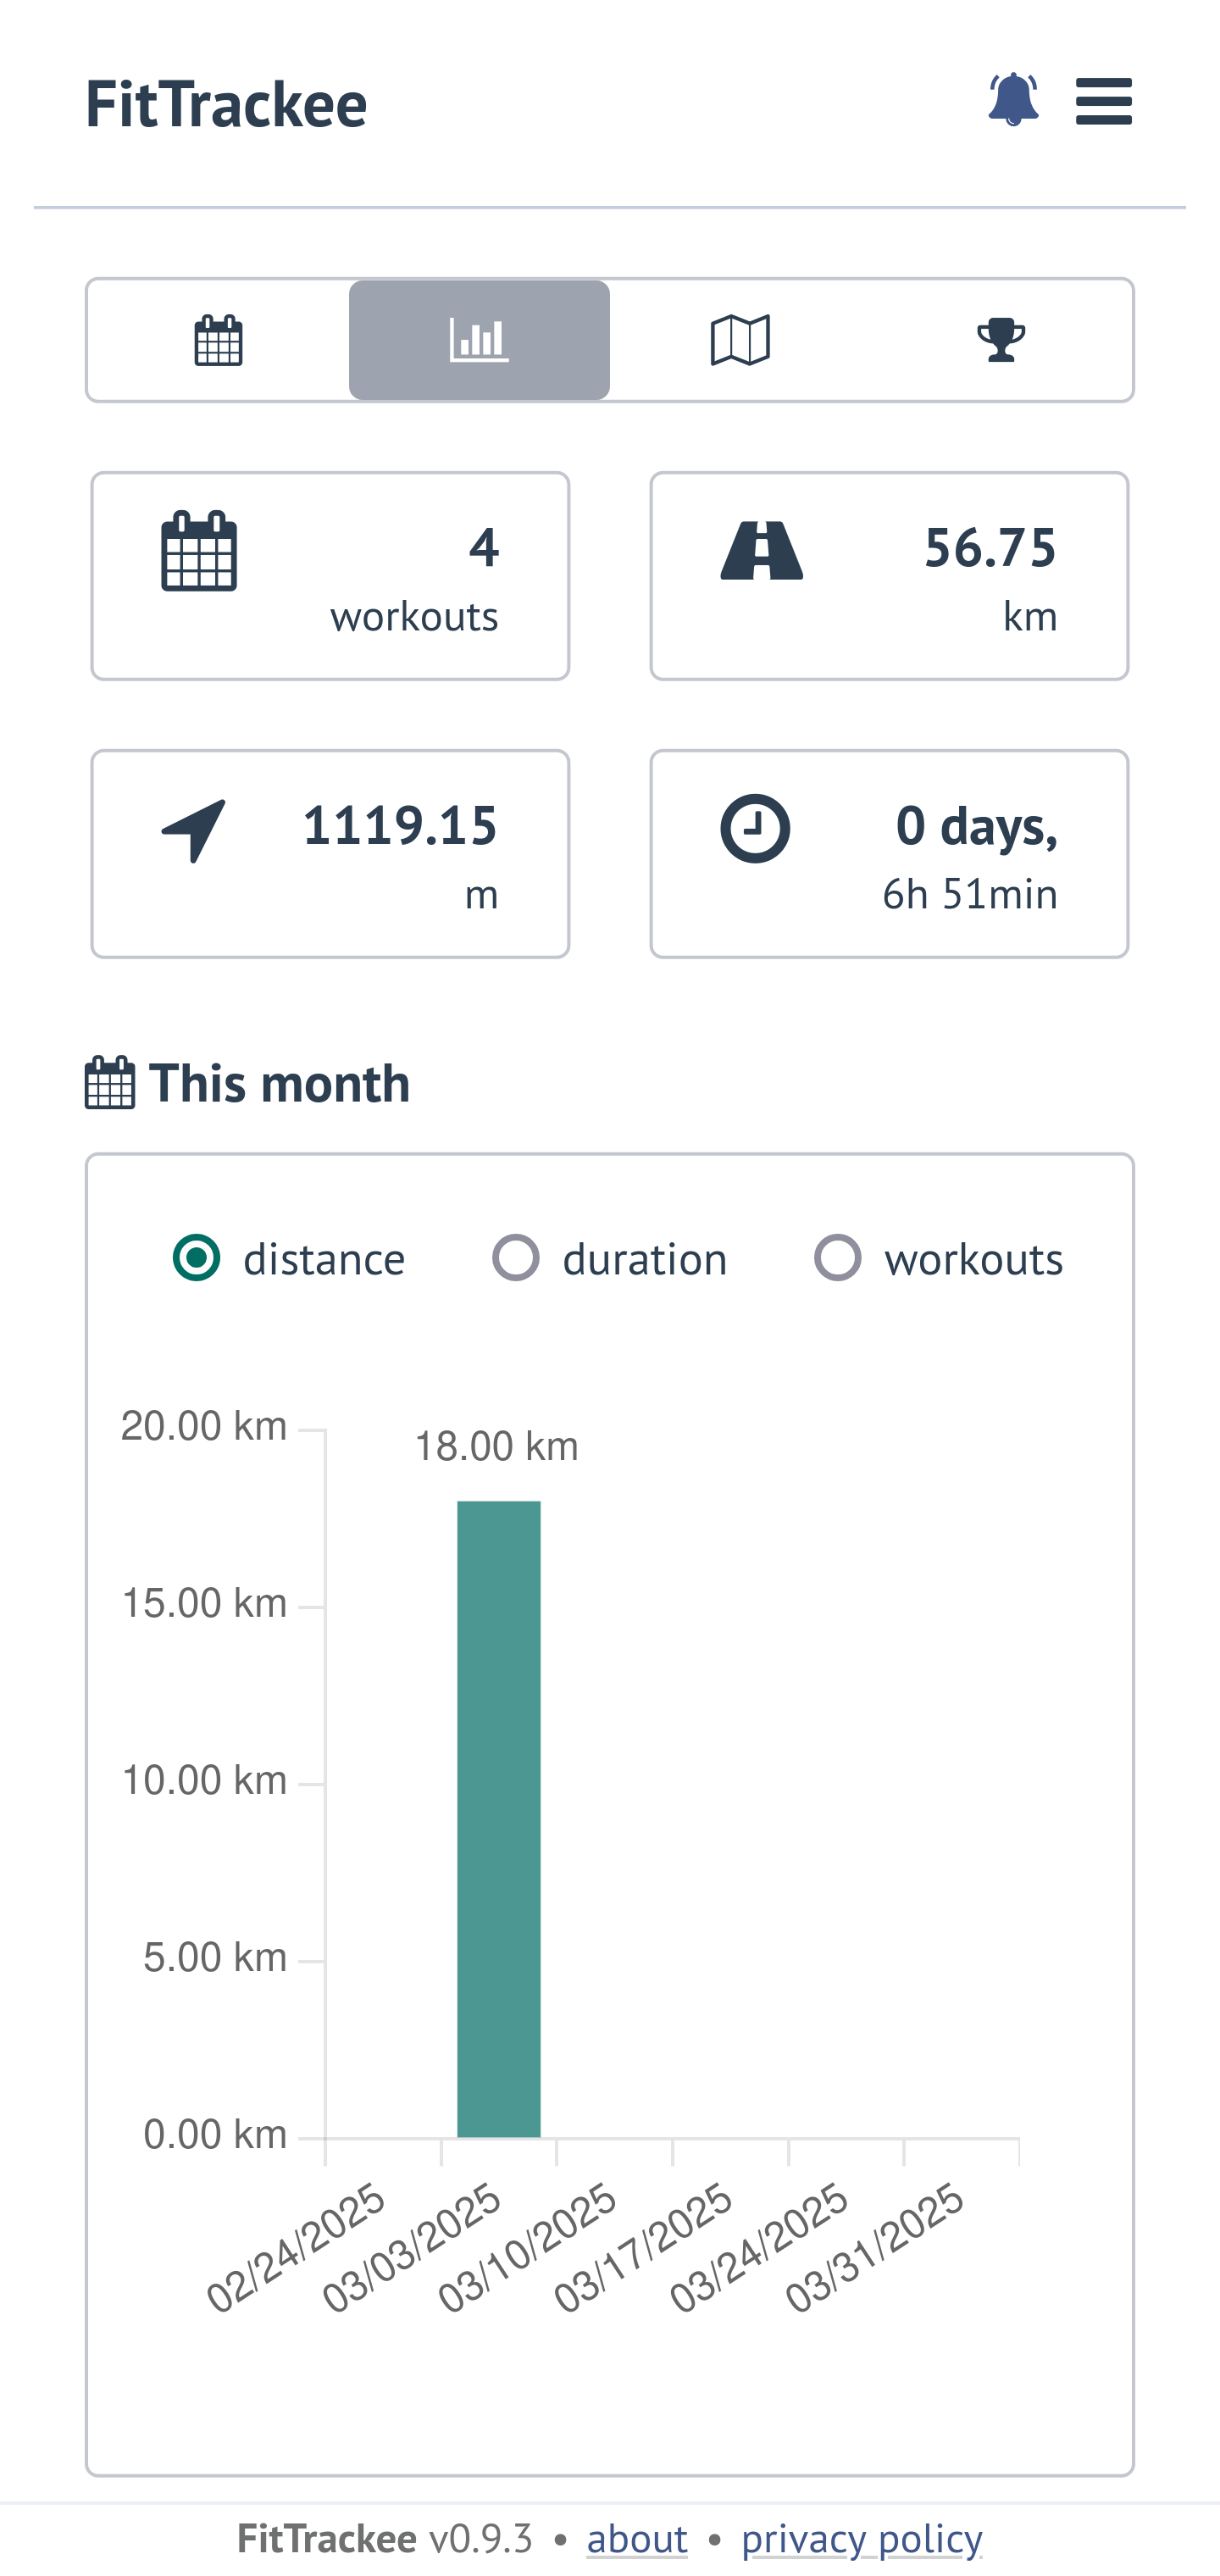 FitTrackee
4
workouts
56.75
km
1119.15
m
0 days,
6h 51min
This month
distance duration workouts
20.00 km
18.00 km
15.00 km
10.00 km
5.00 km
0.00 km
02/24/2025
03/03/2025
03/10/2025
03/17/2025
03/24/2025
03/31/2025
FitTrackee v0.9.3 • about • privacy policy